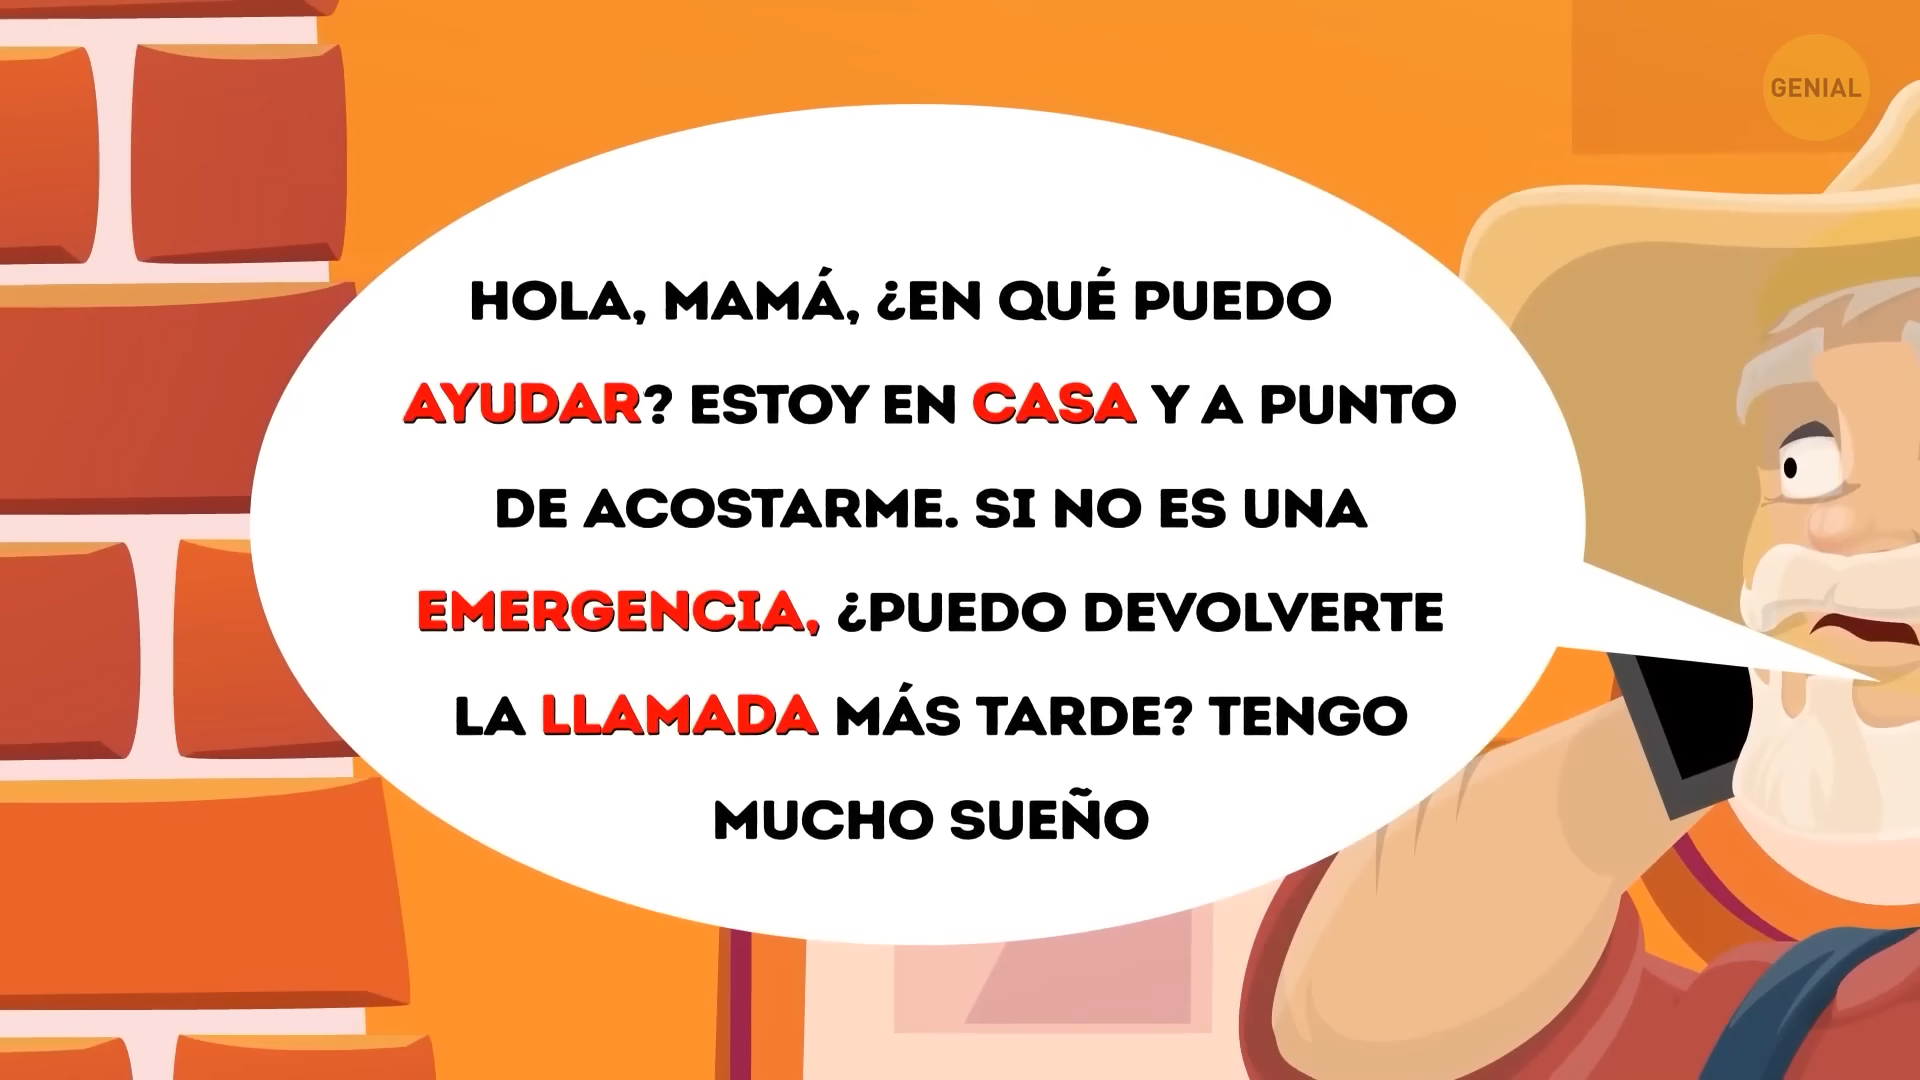 GENIAL
HOLA, MAMÁ, ¿EN QUÉ PUEDO
AYUDAR? ESTOY EN CASA Y A PUNTO
DE ACOSTARME. SI NO ES UNA
EMERGENCIA, ¿PUEDO DEVOLVERTE
LA LLAMADA MÁS TARDE? TENGO
MUCHO SUEÑO